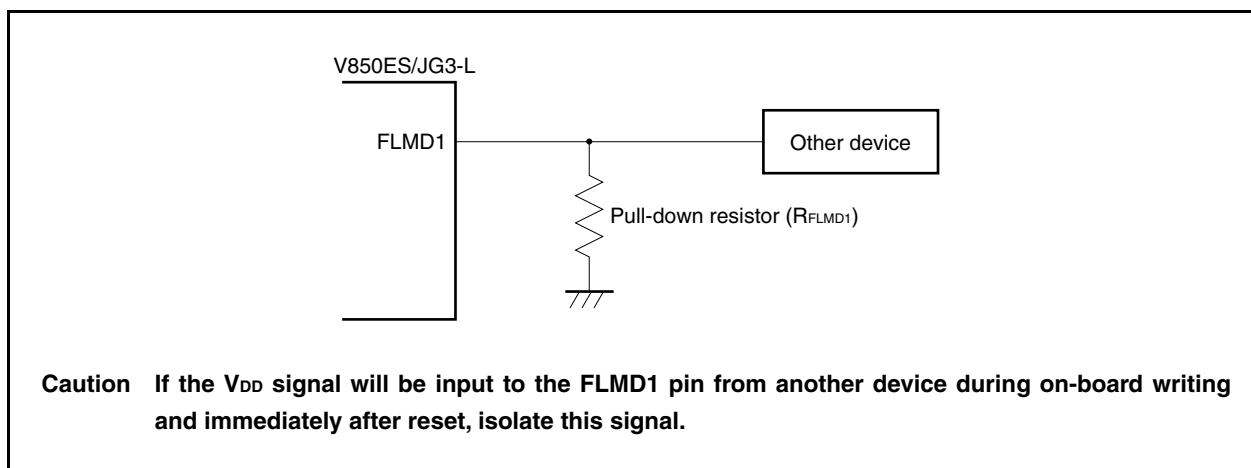 V850ES/JG3-L
FLMD1
Other device
Pull-down resistor (RFLMD1)
Caution If the VDD signal will be input to the FLMD1 pin from another device during on-board writing
and immediately after reset, isolate this signal.